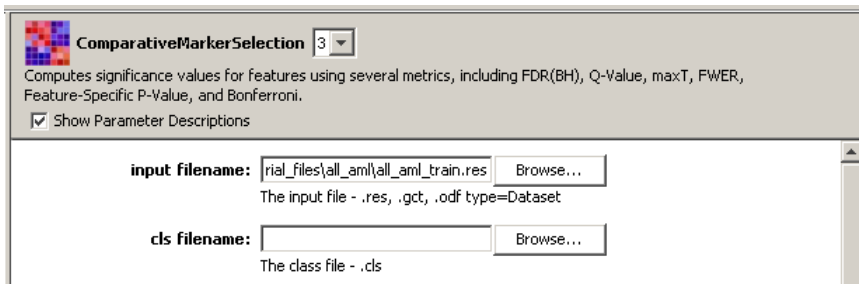 ComparativeMarkerSelection 3
Computes significance values for features using several metrics, including FDR(BH), Q-Value, maxT, FWER,
Feature-Specific P-Value, and Bonferroni.
Show Parameter Descriptions
input filename: rial_files\all_aml\all_aml_train.res Browse...
The input file - .res, .gct, .odf type=Dataset
cls filename: Browse...
The class file - .cls